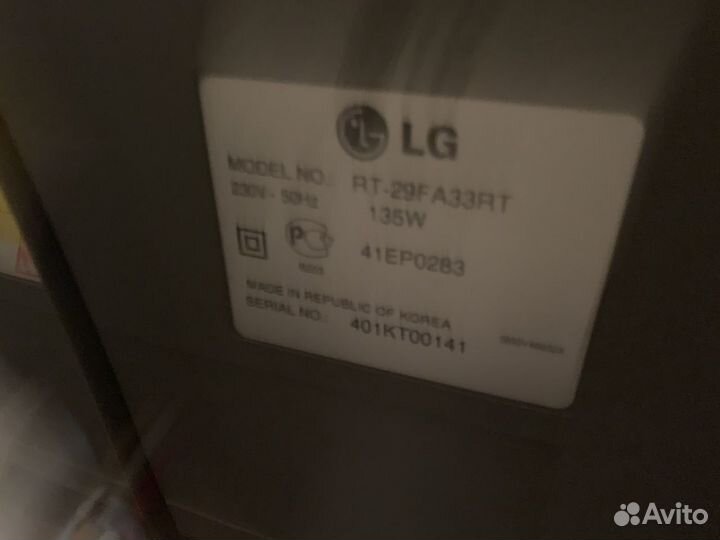 LG
MODEL NO.: RT-29FA33RT
230V - 50Hz 135W
41EP0283
MADE IN REPUBLIC OF KOREA
SERIAL NO.: 401KT00141
Avito